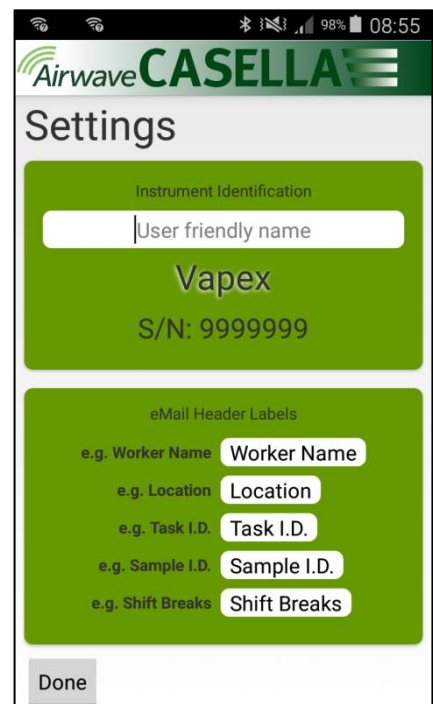 98% 08:55
Airwave CASELLA
Settings
Instrument Identification
User friendly name
Vapex
S/N: 9999999
eMail Header Labels
e.g. Worker Name Worker Name
e.g. Location Location
e.g. Task I.D. Task I.D.
e.g. Sample I.D. Sample I.D.
e.g. Shift Breaks Shift Breaks
Done